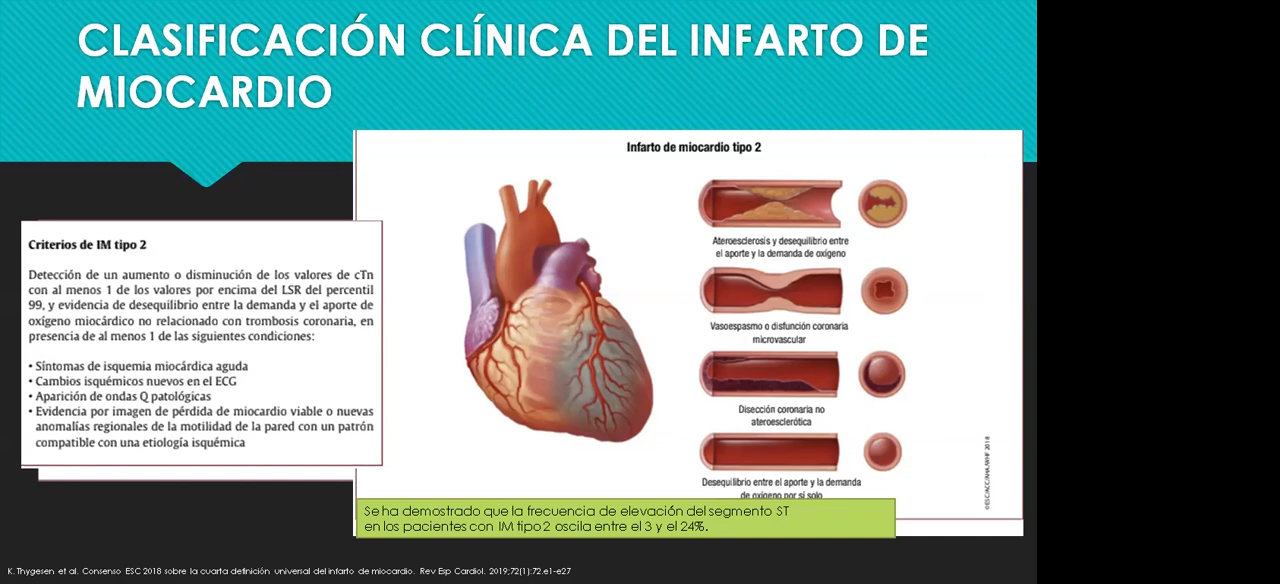 CLASIFICACIÓN CLÍNICA DEL INFARTO DE
MIOCARDIO
Criterios de IM tipo 2
Detección de un aumento o disminución de los valores de cTn
con al menos 1 de los valores por encima del LSR del percentil
99, y evidencia de desequilibrio entre la demanda y el aporte de
oxígeno miocárdico no relacionado con trombosis coronaria, en
presencia de al menos 1 de las siguientes condiciones:
• Síntomas de isquemia miocárdica aguda
• Cambios isquémicos nuevos en el ECG
• Aparición de ondas Q patológicas
• Evidencia por imagen de pérdida de miocardio viable o nuevas
anomalías regionales de la motilidad de la pared con un patrón
compatible con una etiología isquémica
Infarto de miocardio tipo 2
Ateroesclerosis y desequilibrio entre
el aporte y la demanda de oxígeno
Vasoespasmo o disfunción coronaria
microvascular
Disección coronaria no
ateroesclerótica
Desequilibrio entre el aporte y la demanda
de oxígeno por sí solo
©ESC/ACC/AHA/WHF 2018
Se ha demostrado que la frecuencia de elevación del segmento ST
en los pacientes con IM tipo 2 oscila entre el 3 y el 24%.
K. Thygesen et al. Consenso ESC 2018 sobre la cuarta definición universal del infarto de miocardio. Rev Esp Cardiol. 2019;72(1):72.e1-e27